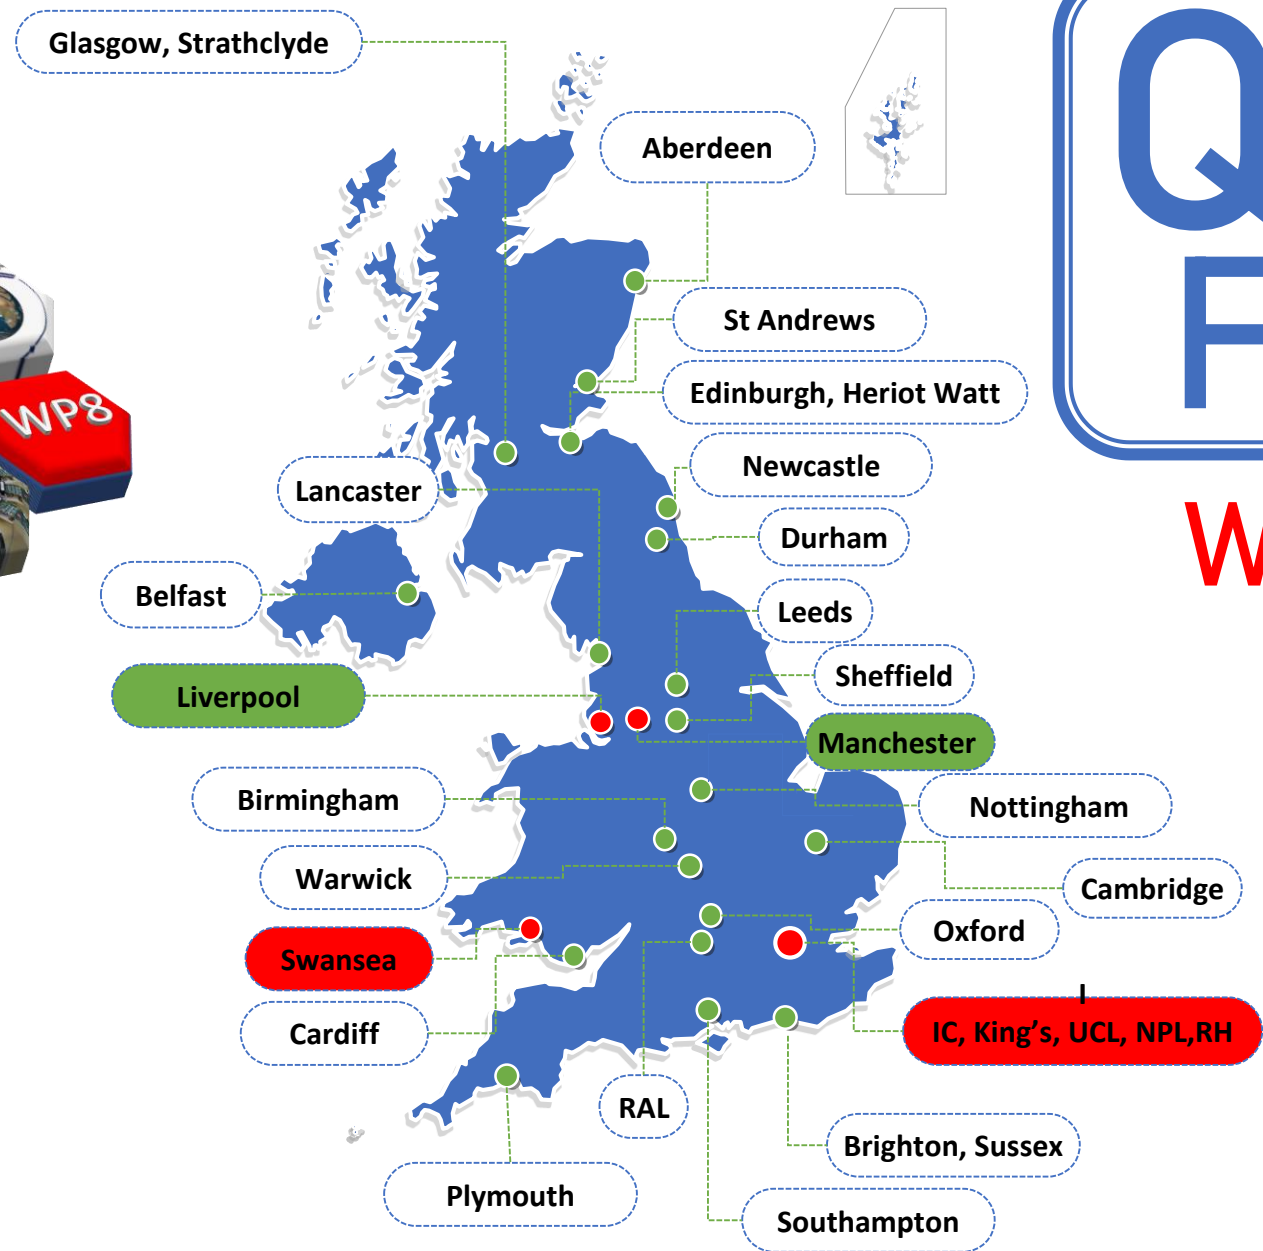 Glasgow, Strathclyde
Q
Aberdeen
F
St Andrews
Edinburgh, Heriot Watt
WP8
Newcastle
Lancaster
W
Durham
Belfast
Leeds
Sheffield
Liverpool
Manchester
Birmingham
Nottingham
Warwick
Cambridge
Oxford
Swansea
I
IC, King's, UCL, NPL,RH
Cardiff
RAL
Brighton, Sussex
Plymouth
Southampton